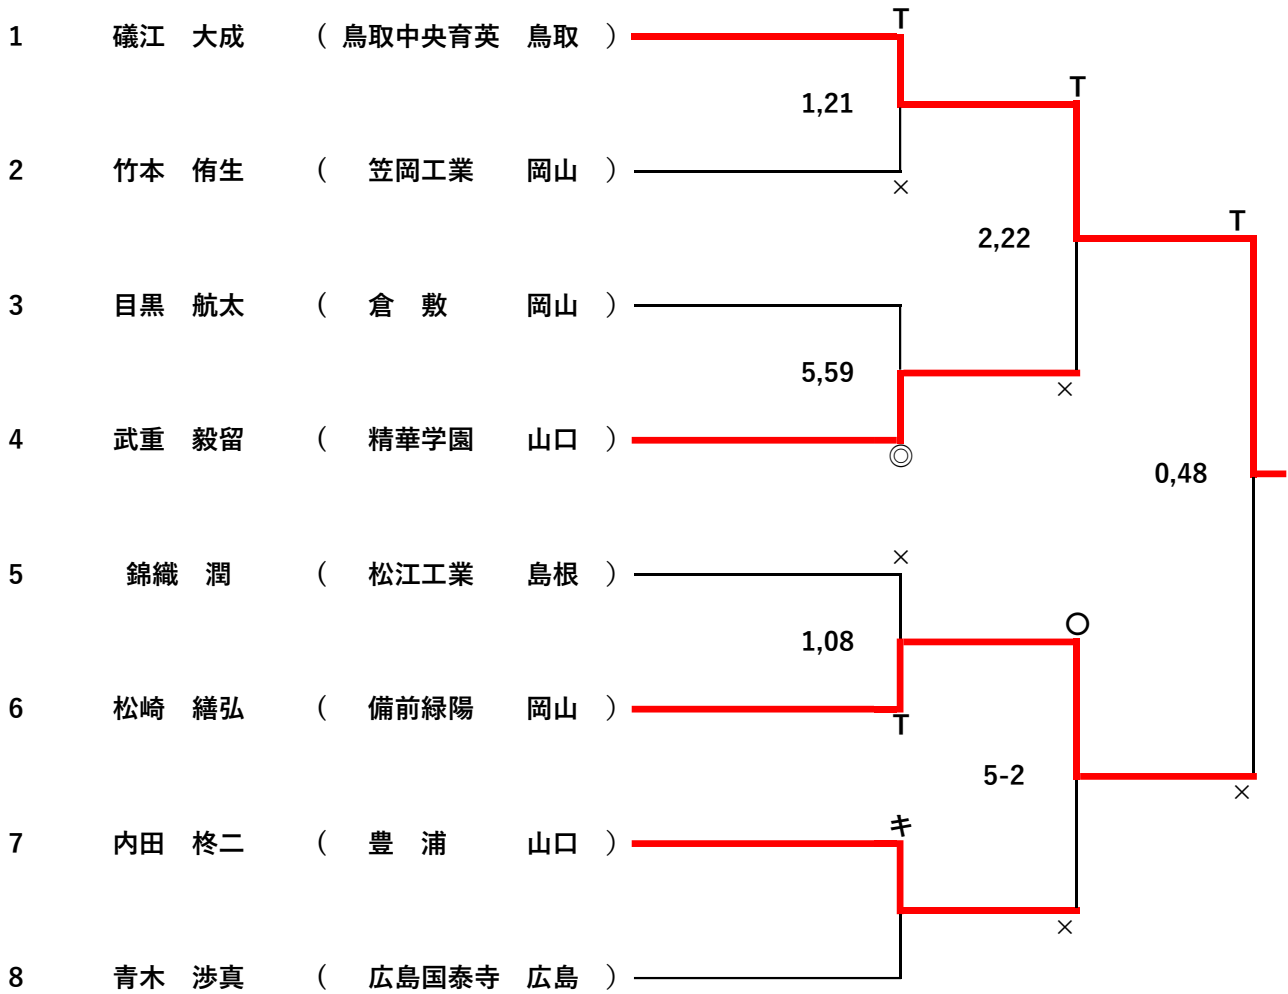 T
1 礒江 大成 ( 鳥取中央育英 鳥取 )
T
1,21
2 竹本 侑生 ( 笠岡工業 岡山 )
×
T
2,22
3 目黒 航太 ( 倉 敷 岡山 )
5,59
×
4 武重 毅留 ( 精華学園 山口 )
◎
0,48
×
5 錦織 潤 ( 松江工業 島根 )
○
1,08
6 松崎 繕弘 ( 備前緑陽 岡山 )
T
5-2
×
キ
7 内田 柊二 ( 豊 浦 山口 )
×
8 青木 渉真 ( 広島国泰寺 広島 )